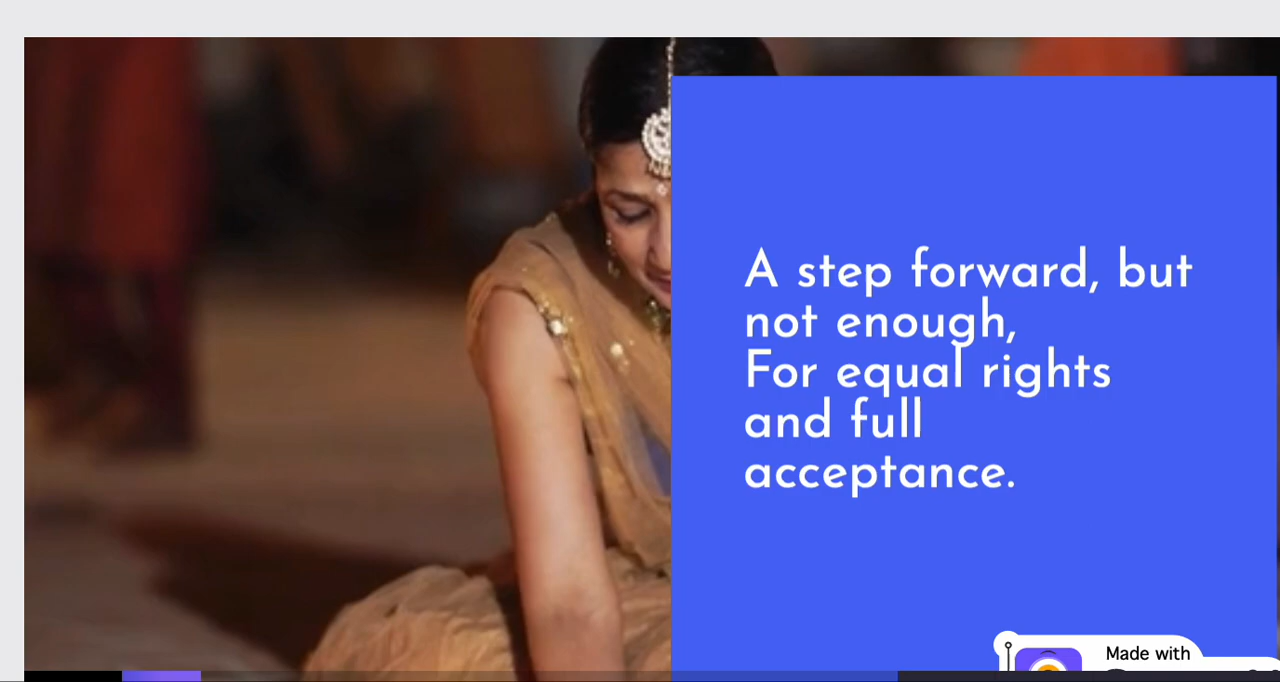 A step forward, but
not enough,
For equal rights
and full
acceptance.
Made with